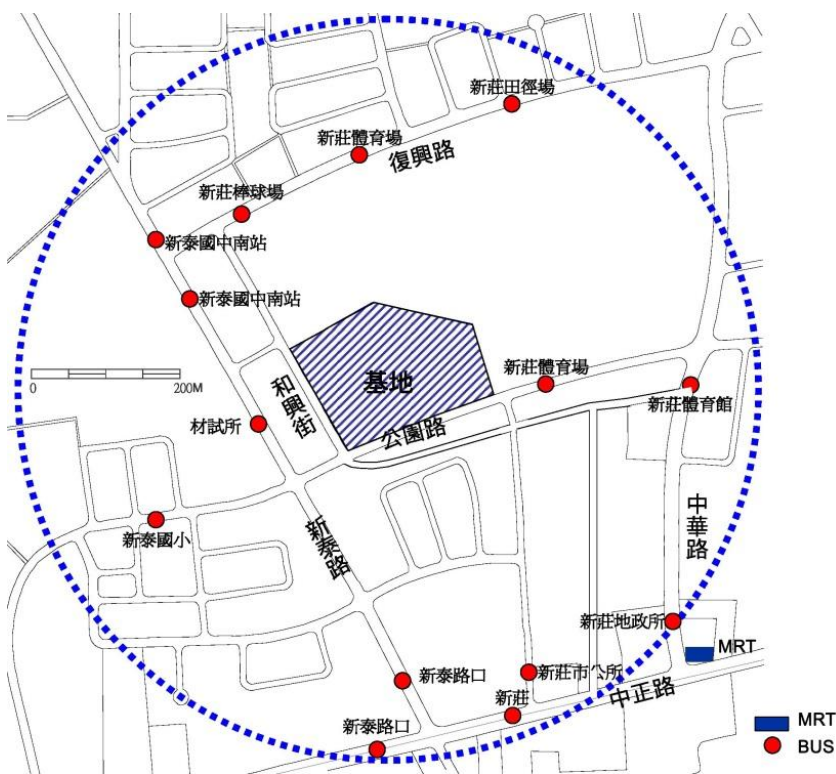 新莊田徑場
新莊體育場
復興路
新莊棒球場
新泰國中南站
新泰國中南站
0
200M
基地
和興街
新莊體育場
新莊體育館
材試所
公園路
中華路
新泰國小
新泰路
新莊地政所
MRT
新泰路口
新莊市公所
中正路
新莊
新泰路口
MRT
BUS